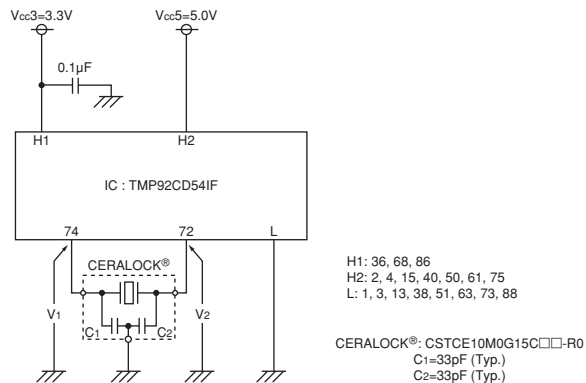 Vcc3=3.3V
Vcc5=5.0V
0.1μF
H1
H2
IC : TMP92CD54IF
74
72
L
CERALOCK®
V1
C1
C2
V2
H1: 36, 68, 86
H2: 2, 4, 15, 40, 50, 61, 75
L: 1, 3, 13, 38, 51, 63, 73, 88
CERALOCK®: CSTCE10M0G15C□□-R0
C1=33pF (Typ.)
C2=33pF (Typ.)